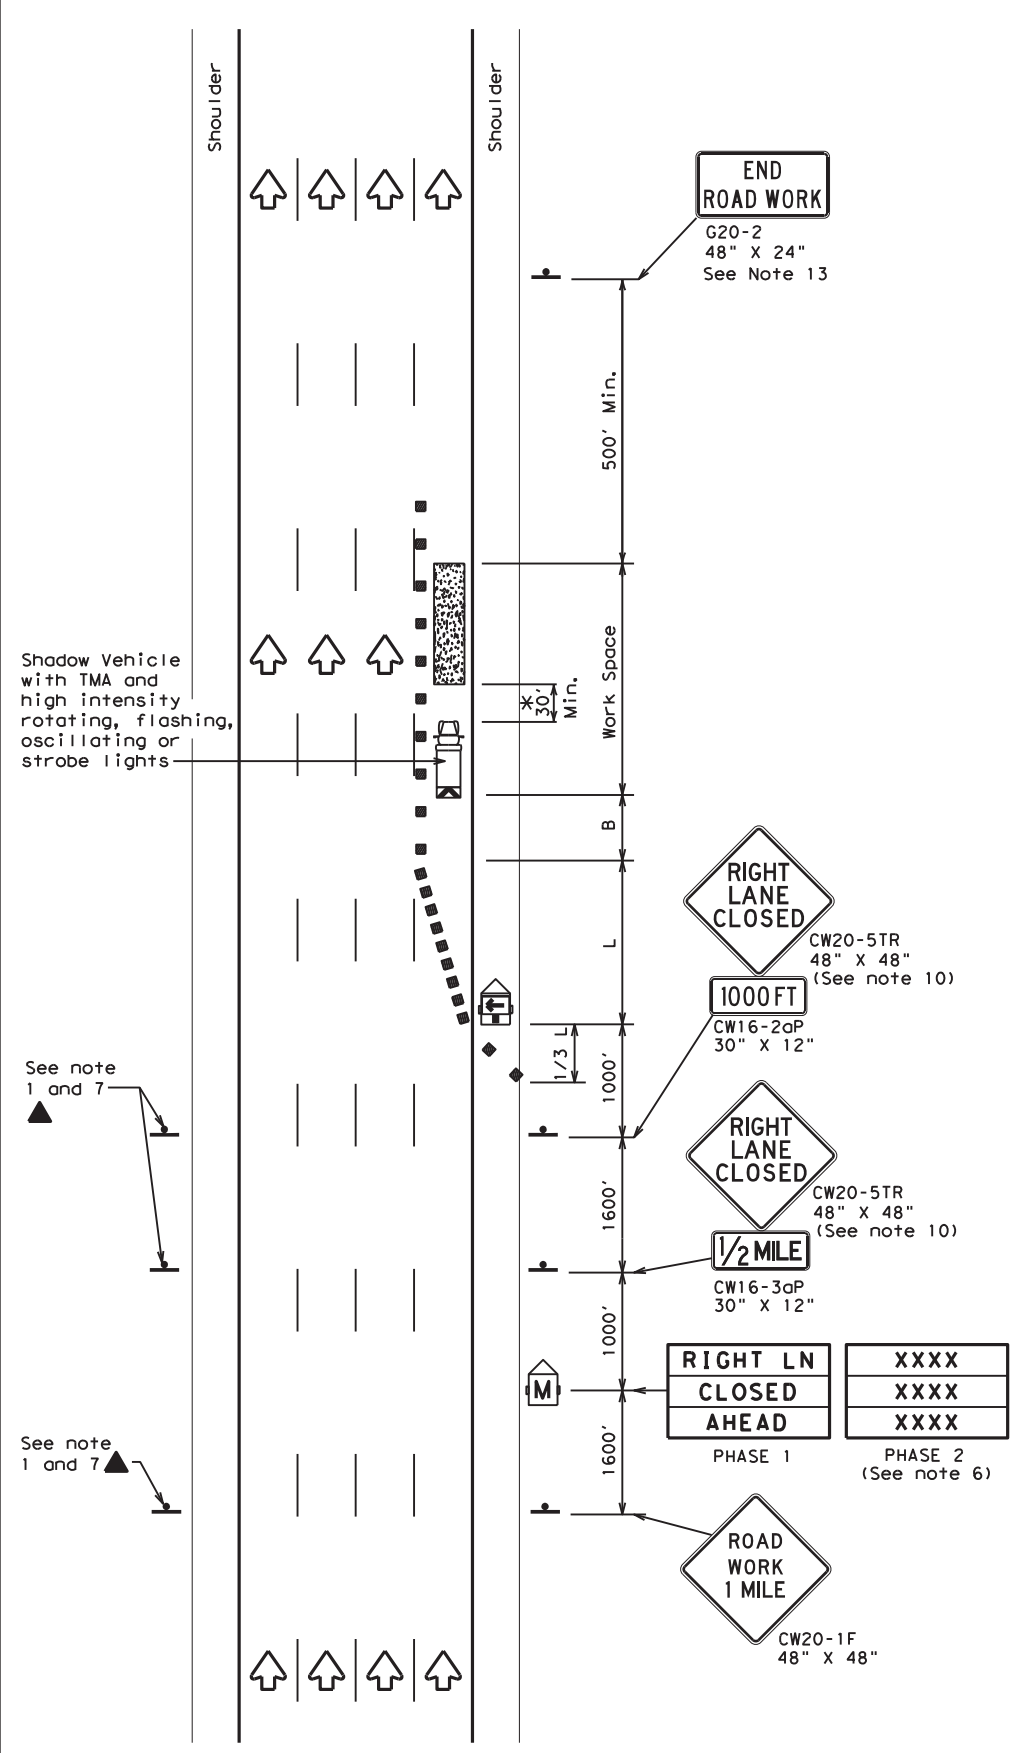 Shoulder
Shoulder
END
ROAD WORK
G20-2
48" X 24"
See Note 13
500' Min.
Shadow Vehicle
with TMA and
high intensity
rotating, flashing,
oscillating or
strobe lights
Work Space
*
30'
Min.
B
L
RIGHT
LANE
CLOSED
CW20-5TR
48" X 48"
(See note 10)
1000 FT
CW16-2aP
30" X 12"
1/3 L
1000'
See note
1 and 7
RIGHT
LANE
CLOSED
CW20-5TR
48" X 48"
(See note 10)
1/2 MILE
CW16-3aP
30" X 12"
1600'
1000'
M
RIGHT LN
CLOSED
AHEAD
PHASE 1
XXXX
XXXX
XXXX
PHASE 2
(See note 6)
1600'
See note
1 and 7
ROAD
WORK
1 MILE
CW20-1F
48" X 48"